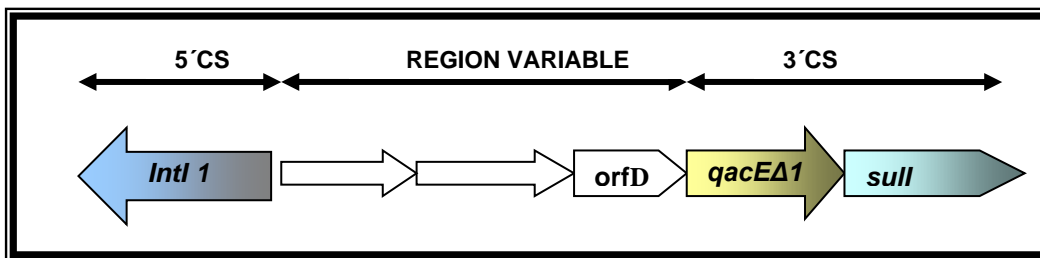 5´CS REGION VARIABLE 3´CS
IntI 1 orfD qacEΔ1 sulI